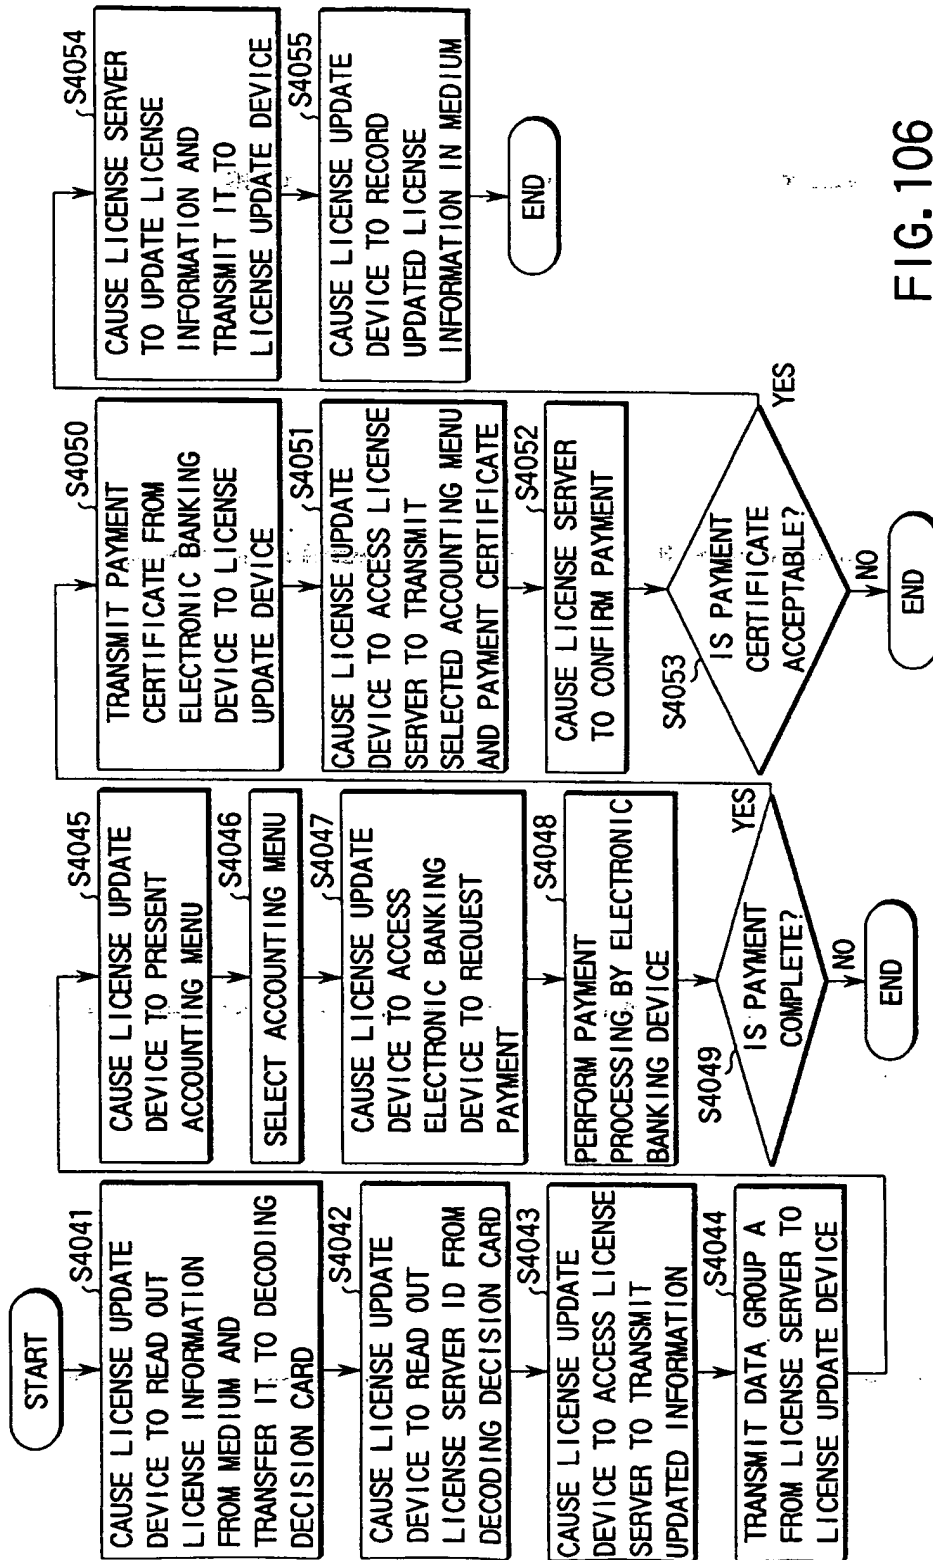 START
S4041
CAUSE LICENSE UPDATE
DEVICE TO READ OUT
LICENSE INFORMATION
FROM MEDIUM AND
TRANSFER IT TO DECODING
DECISION CARD
S4042
CAUSE LICENSE UPDATE
DEVICE TO READ OUT
LICENSE SERVER ID FROM
DECODING DECISION CARD
S4043
CAUSE LICENSE UPDATE
DEVICE TO ACCESS LICENSE
SERVER TO TRANSMIT
UPDATED INFORMATION
S4044
TRANSMIT DATA GROUP A
FROM LICENSE SERVER TO
LICENSE UPDATE DEVICE
S4045
CAUSE LICENSE UPDATE
DEVICE TO PRESENT
ACCOUNTING MENU
S4046
SELECT ACCOUNTING MENU
S4047
CAUSE LICENSE UPDATE
DEVICE TO ACCESS
ELECTRONIC BANKING
DEVICE TO REQUEST
PAYMENT
S4048
PERFORM PAYMENT
PROCESSING BY ELECTRONIC
BANKING DEVICE
S4049
IS PAYMENT
COMPLETE?
YES
NO
END
S4050
TRANSMIT PAYMENT
CERTIFICATE FROM
ELECTRONIC BANKING
DEVICE TO LICENSE
UPDATE DEVICE
S4051
CAUSE LICENSE UPDATE
DEVICE TO ACCESS LICENSE
SERVER TO TRANSMIT
SELECTED ACCOUNTING MENU
AND PAYMENT CERTIFICATE
S4052
CAUSE LICENSE SERVER
TO CONFIRM PAYMENT
S4053
IS PAYMENT
CERTIFICATE
ACCEPTABLE?
YES
NO
END
S4054
CAUSE LICENSE SERVER
TO UPDATE LICENSE
INFORMATION AND
TRANSMIT IT TO
LICENSE UPDATE DEVICE
S4055
CAUSE LICENSE UPDATE
DEVICE TO RECORD
UPDATED LICENSE
INFORMATION IN MEDIUM
END
FIG. 106